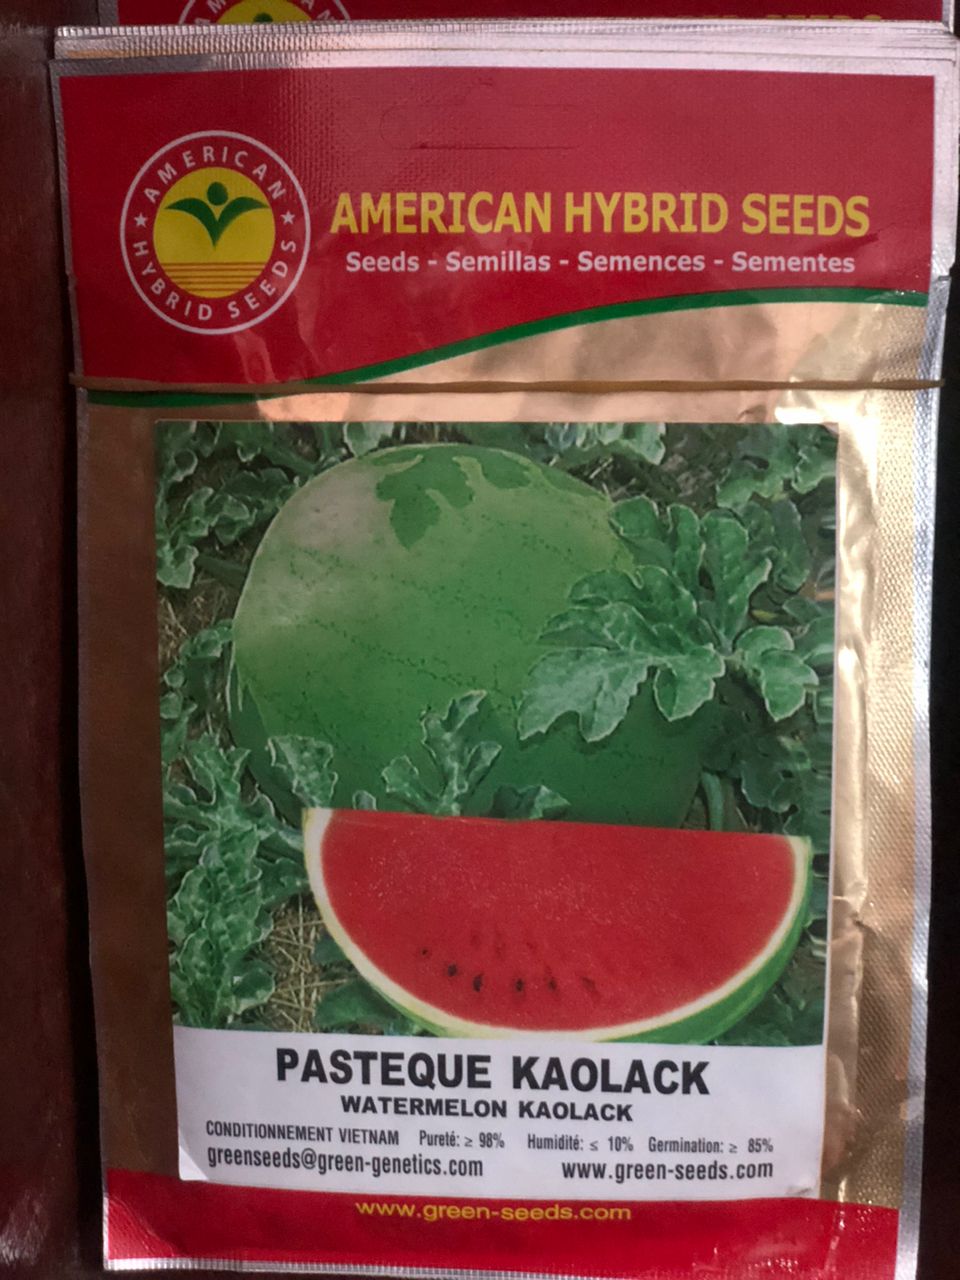 AMERICAN HYBRID SEEDS
AMERICAN HYBRID SEEDS
Seeds - Semillas - Semences - Sementes
PASTEQUE KAOLACK
WATERMELON KAOLACK
CONDITIONNEMENT VIETNAM Pureté: ≥ 98% Humidité: ≤ 10% Germination: ≥ 85%
greenseeds@green-genetics.com www.green-seeds.com
www.green-seeds.com